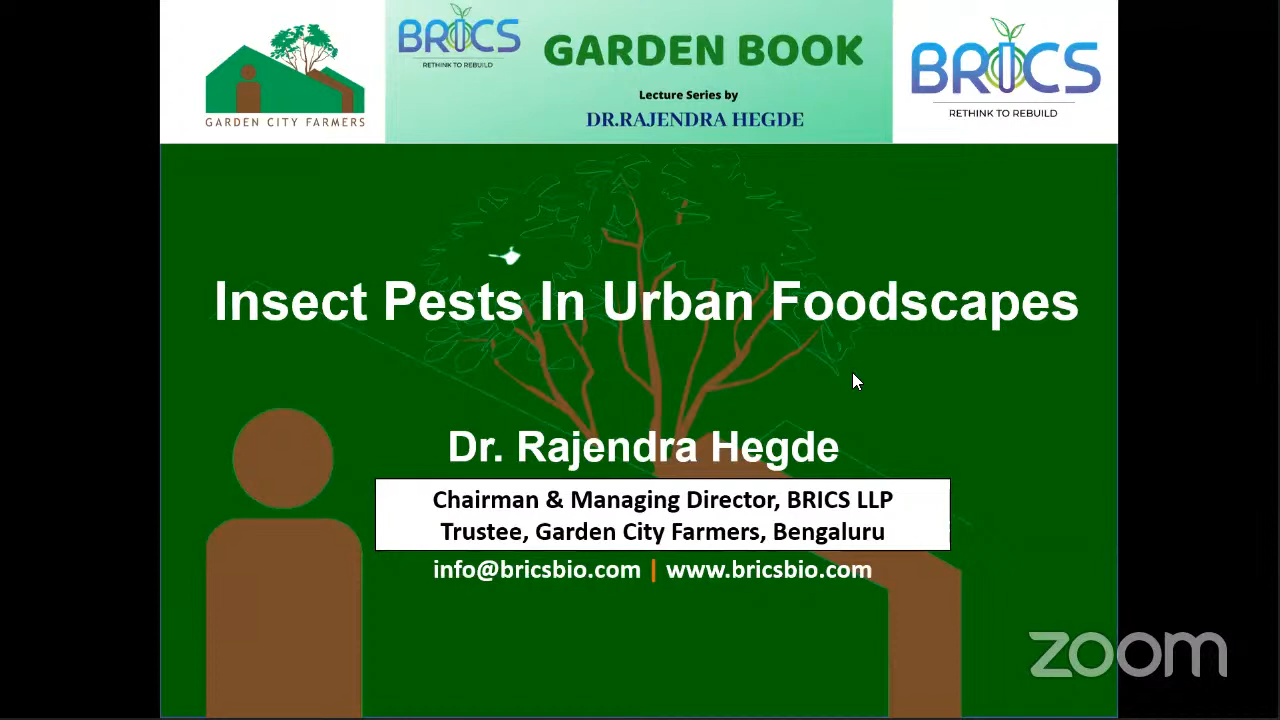 GARDEN CITY FARMERS
BRICS
RETHINK TO REBUILD
GARDEN BOOK
Lecture Series by
DR.RAJENDRA HEGDE
BRICS
RETHINK TO REBUILD
Insect Pests In Urban Foodscapes
Dr. Rajendra Hegde
Chairman & Managing Director, BRICS LLP
Trustee, Garden City Farmers, Bengaluru
info@bricsbio.com | www.bricsbio.com
zoom